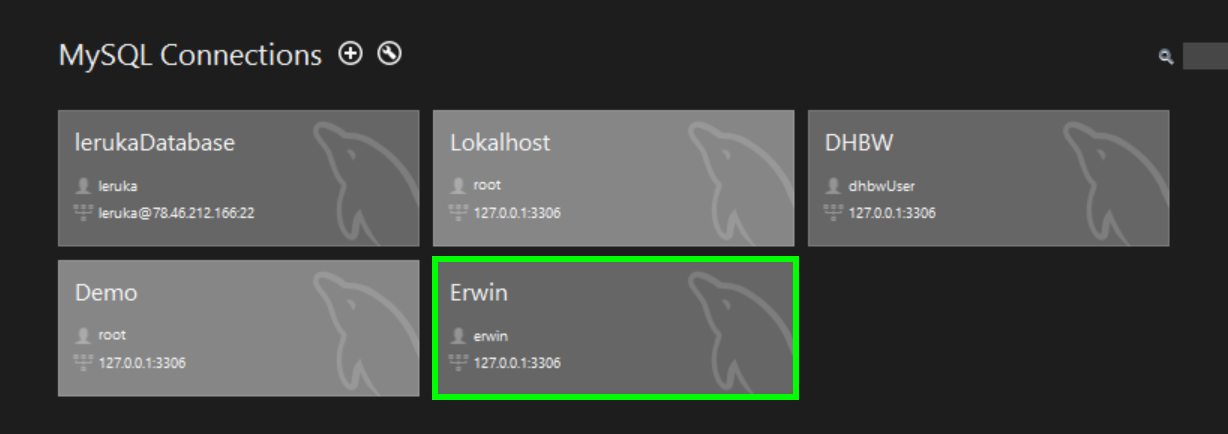 MySQL Connections
lerukaDatabase
leruka
leruka@78.46.212.166:22
Lokalhost
root
127.0.0.1:3306
DHBW
dhbwUser
127.0.0.1:3306
Demo
root
127.0.0.1:3306
Erwin
erwin
127.0.0.1:3306